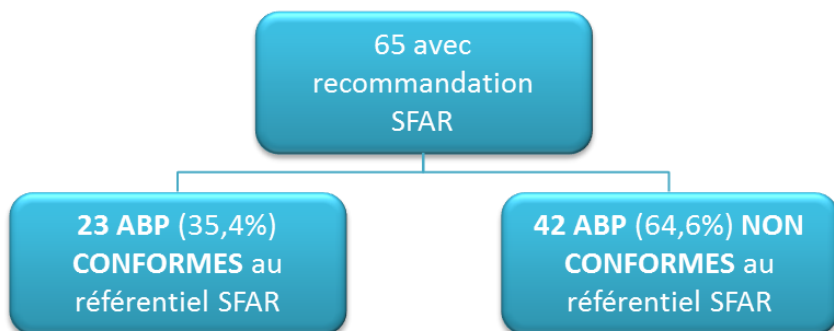 65 avec
recommandation
SFAR
23 ABP (35,4%)
CONFORMES au
référentiel SFAR
42 ABP (64,6%) NON
CONFORMES au
référentiel SFAR